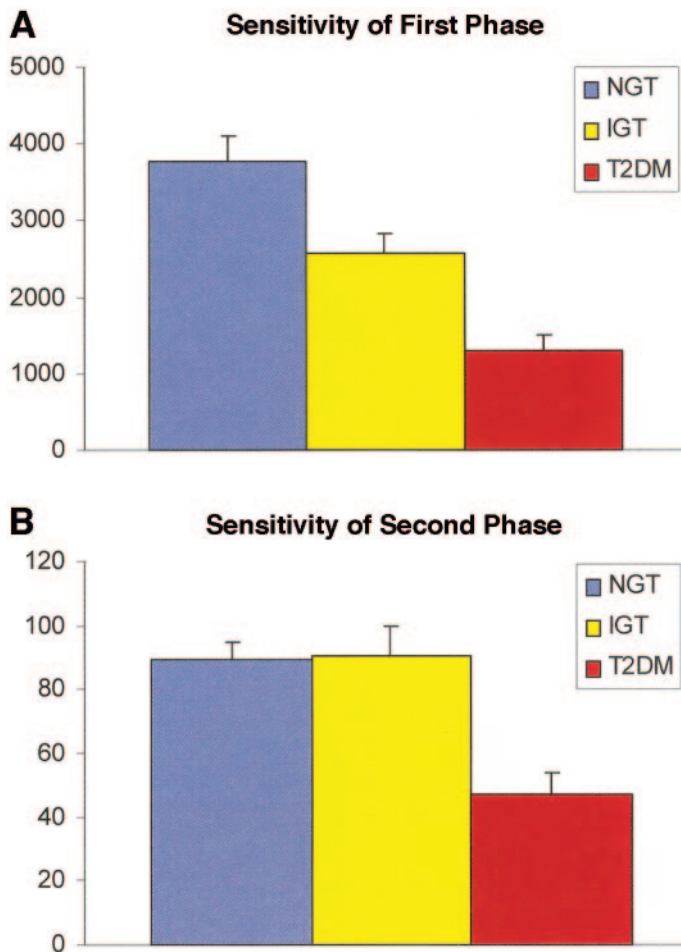 A
Sensitivity of First Phase
5000
4000
3000
2000
1000
0
NGT
IGT
T2DM
B
Sensitivity of Second Phase
120
100
80
60
40
20
0
NGT
IGT
T2DM